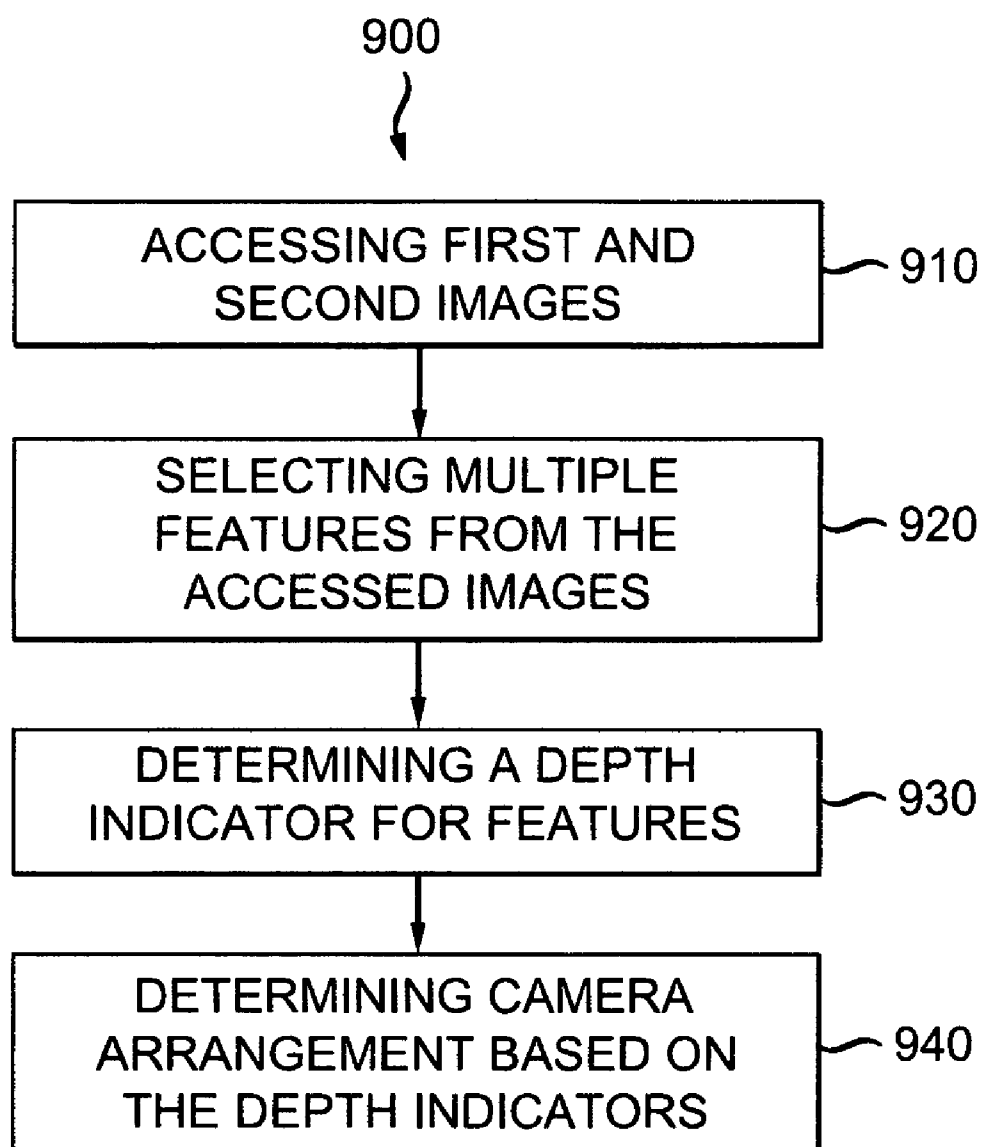 900
ACCESSING FIRST AND
SECOND IMAGES
910
SELECTING MULTIPLE
FEATURES FROM THE
ACCESSED IMAGES
920
DETERMINING A DEPTH
INDICATOR FOR FEATURES
930
DETERMINING CAMERA
ARRANGEMENT BASED ON
THE DEPTH INDICATORS
940